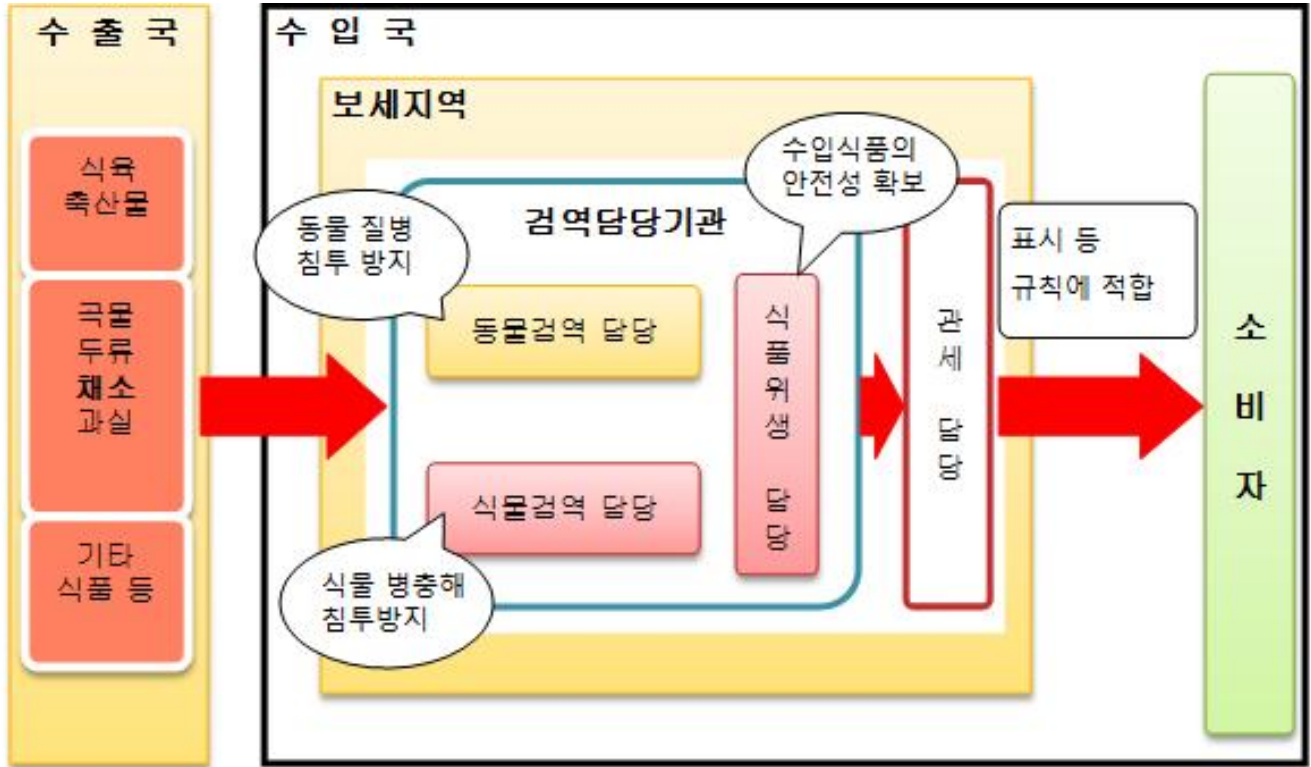 수 출 국
식육
축산물
곡물
두류
채소
과실
기타
식품 등
수 입 국
보세지역
수입식품의
안전성 확보
동물 질병
침투 방지
검역담당기관
동물검역 담당
식물검역 담당
식품위생 담당
식물 병충해
침투방지
관세 담당
표시 등
규칙에 적합
소비자